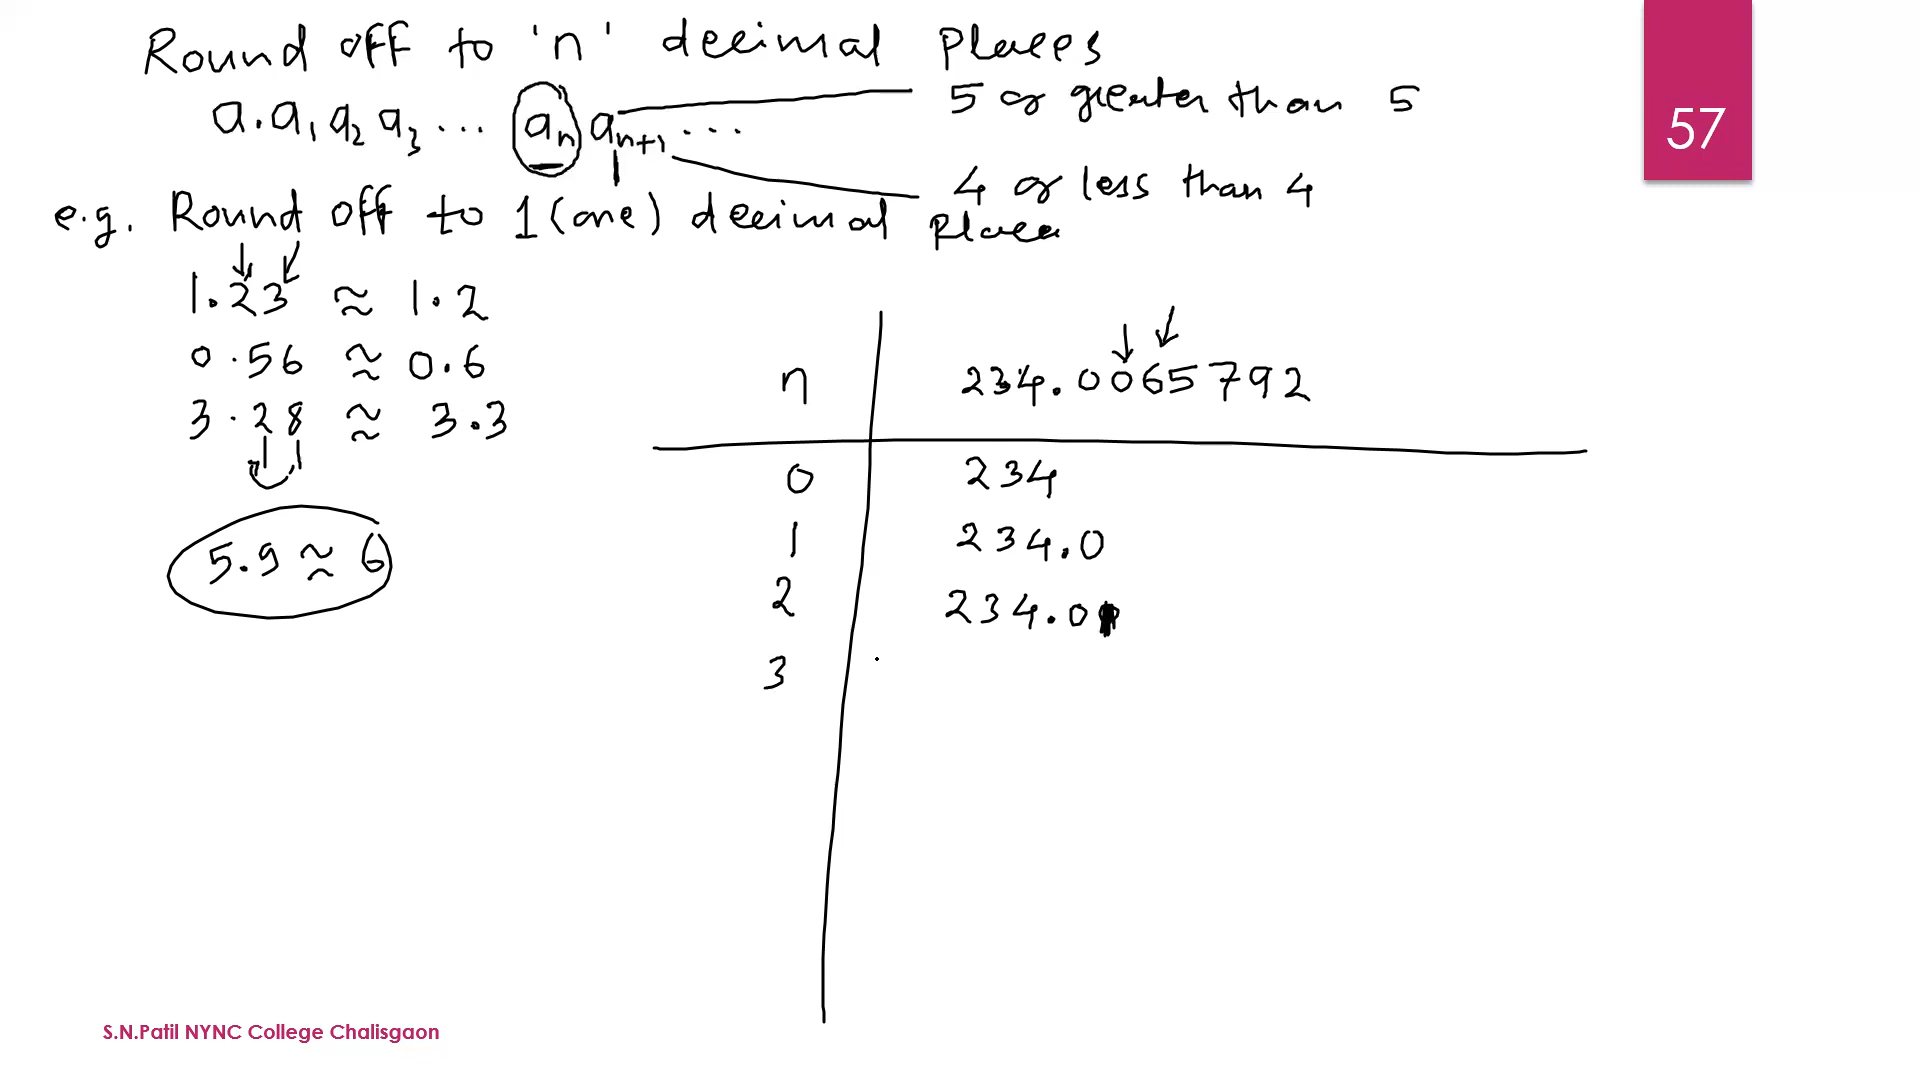 Round off to 'n' decimal places
a.a₁a₂a₃... aₙ aₙ₊₁ ...
5 or greater than 5
4 or less than 4
57
e.g. Round off to 1 (one) decimal place
1.23 ≈ 1.2
0.56 ≈ 0.6
3.28 ≈ 3.3
5.9 ≈ 6
n 234.0065792
0 234
1 234.0
2 234.01
3
S.N.Patil NYNC College Chalisgaon